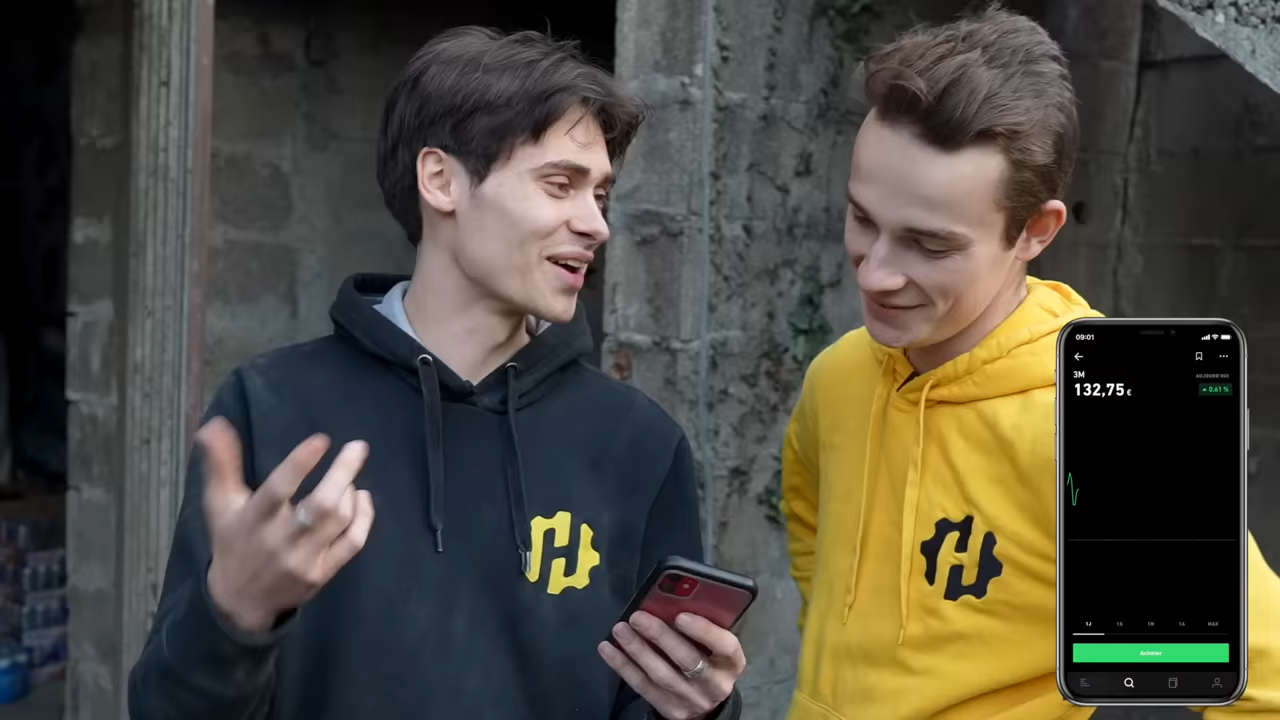 09:01
3M
AUJOURD'HUI
132,75 €
▲ 0,61 %
1J
1S
1M
1A
MAX
Acheter